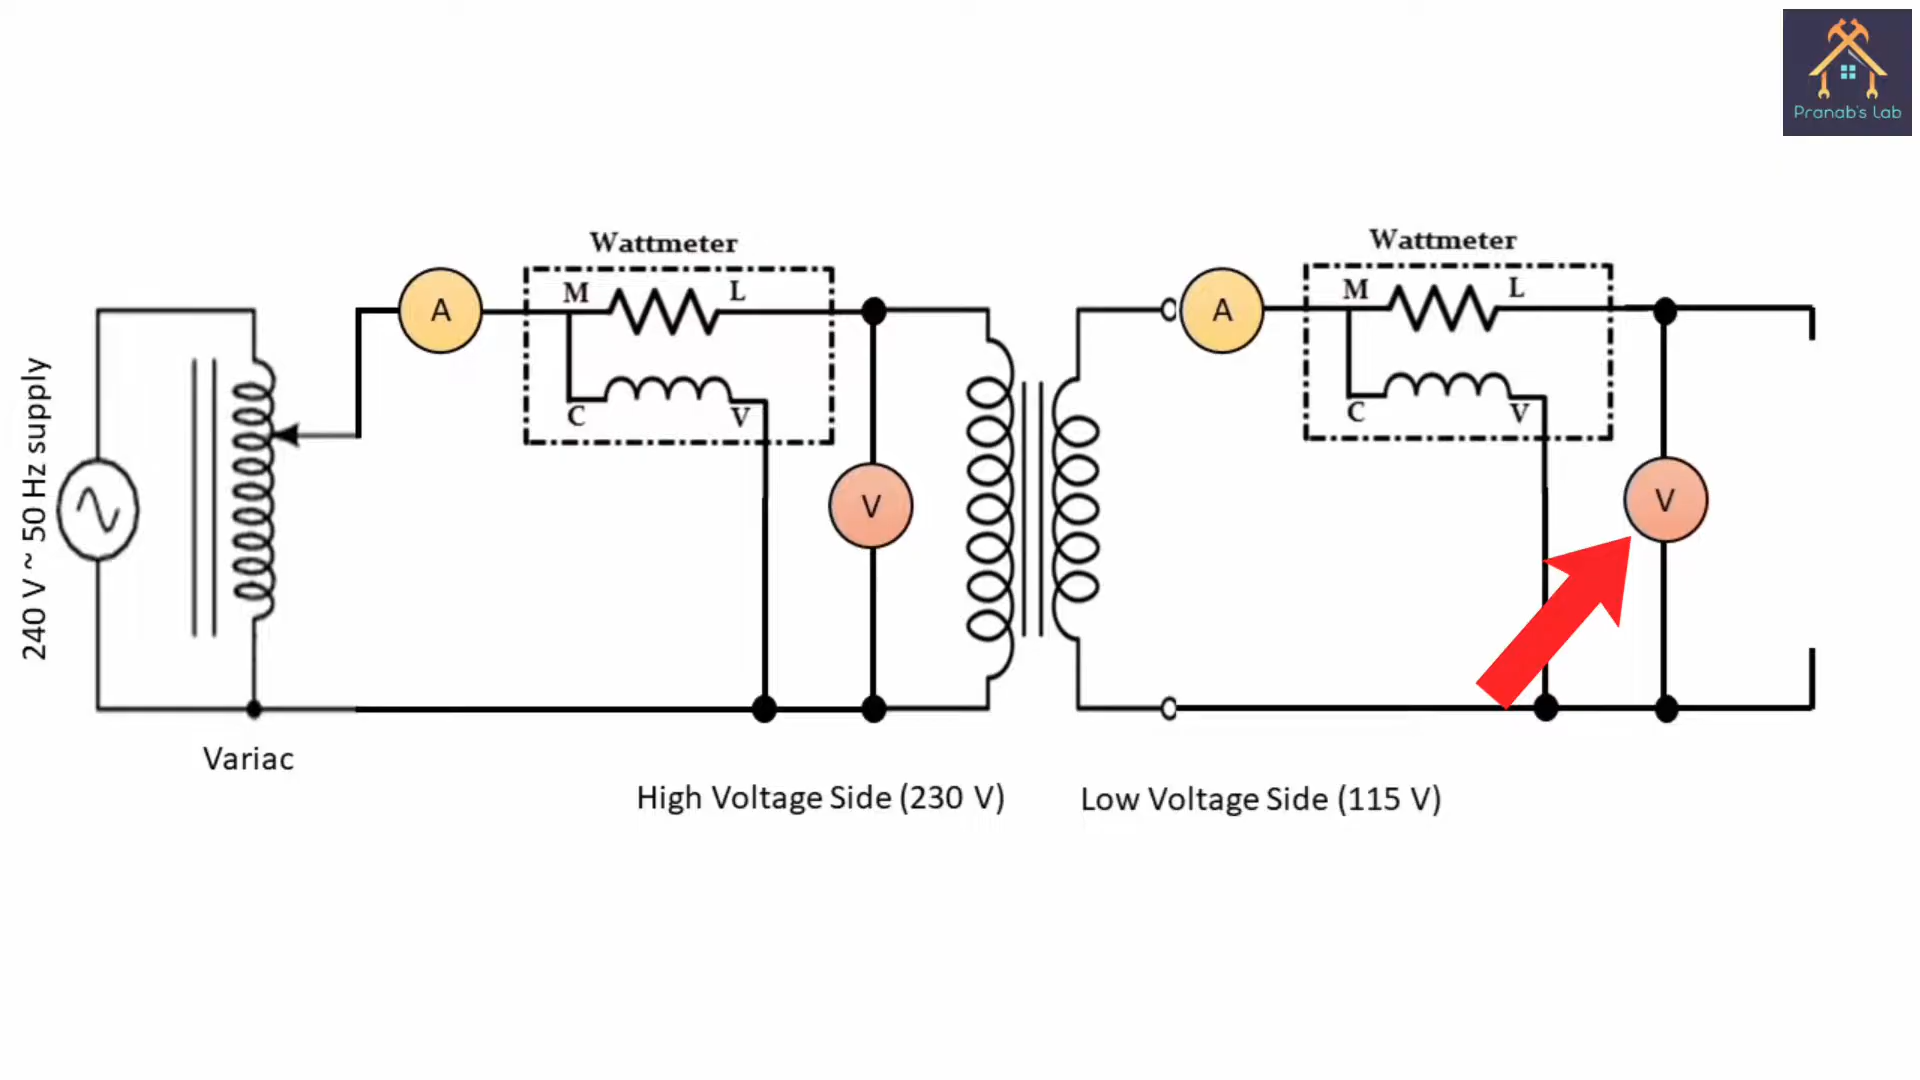 Pranab's Lab
Wattmeter
Wattmeter
M
L
M
L
A
A
C
V
C
V
V
V
240 V ~ 50 Hz supply
Variac
High Voltage Side (230 V)
Low Voltage Side (115 V)